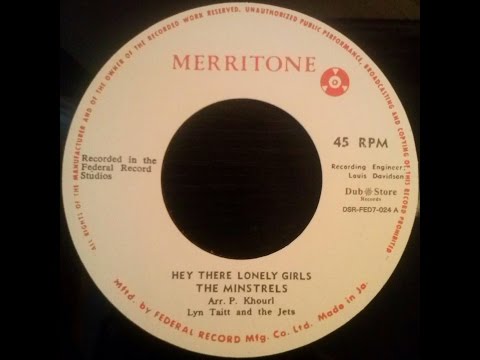 ALL RIGHTS OF THE MANUFACTURER AND OF THE OWNER OF THE RECORDED WORK RESERVED. UNAUTHORIZED PUBLIC PERFORMANCE, BROADCASTING AND COPYING OF THIS RECORD PROHIBITED
MERRITONE
45 RPM
Recorded in the
Federal Record
Studios
Recording Engineer:
Louis Davidson
Dub Store
Records
DSR-FED7-024 A
HEY THERE LONELY GIRLS
THE MINSTRELS
Arr. P. Khourl
Lyn Taitt and the Jets
Mftd. by FEDERAL RECORD Mfg. Co. Ltd. Made in Ja.